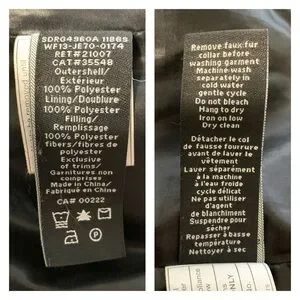 SDRG4960A 11869
WF13-JE70-0174
RET#21007
CAT#35548
Outershell/
Extérieur
100% Polyester
Lining/Doublure
100% Polyester
Filling/
Remplissage
100% Polyester
fibers/fibres de
polyester
Exclusive
of trims/
Garnitures non
comprises
Made in China/
Fabriqué en Chine
CA# 00222
P
Remove faux fur
collar before
washing garment
Machine wash
separately in
cold water
gentle cycle
Do not bleach
Hang to dry
Iron on low
Dry clean
Détacher le col
de fausse fourrure
avant de laver le
vêtement
Laver séparément
à la machine
à l'eau froide
cycle délicat
Ne pas utiliser
d'agent
de blanchiment
Suspendre pour
sécher
Repasser à basse
température
Nettoyer à sec
ONLY